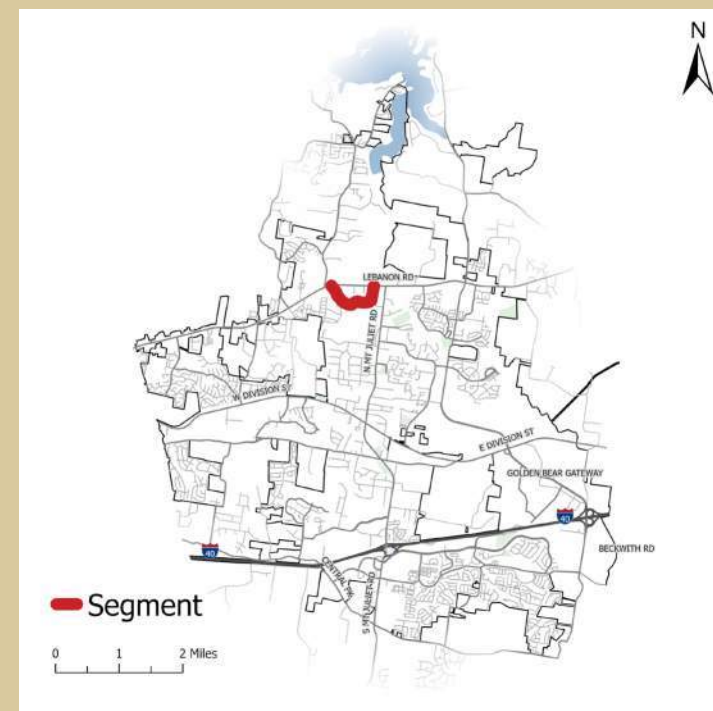 N
LEBANON RD
N MT JULIET RD
W DIVISION ST
E DIVISION ST
GOLDEN BEAR GATEWAY
40
BECKWITH RD
40
CENTRAL PIK
S MT JULIET RD
Segment
0 1 2 Miles